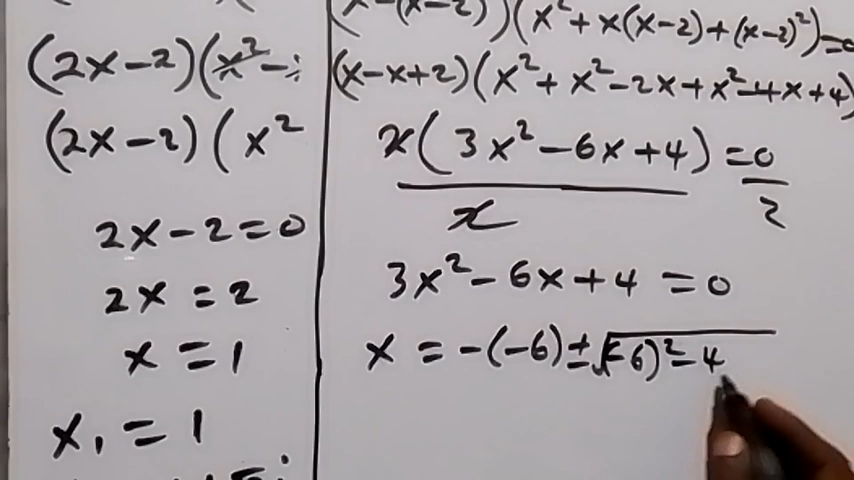 (2x-2)(x²-
(2x-2)(x²
2x-2=0
2x=2
x=1
x₁=1
(x-(x-2))(x²+x(x-2)+(x-2)²)=0
(x-x+2)(x²+x²-2x+x²-4x+4)
2(3x²-6x+4)=0
2 2
3x²-6x+4=0
x=-(-6)±√(-6)²-4